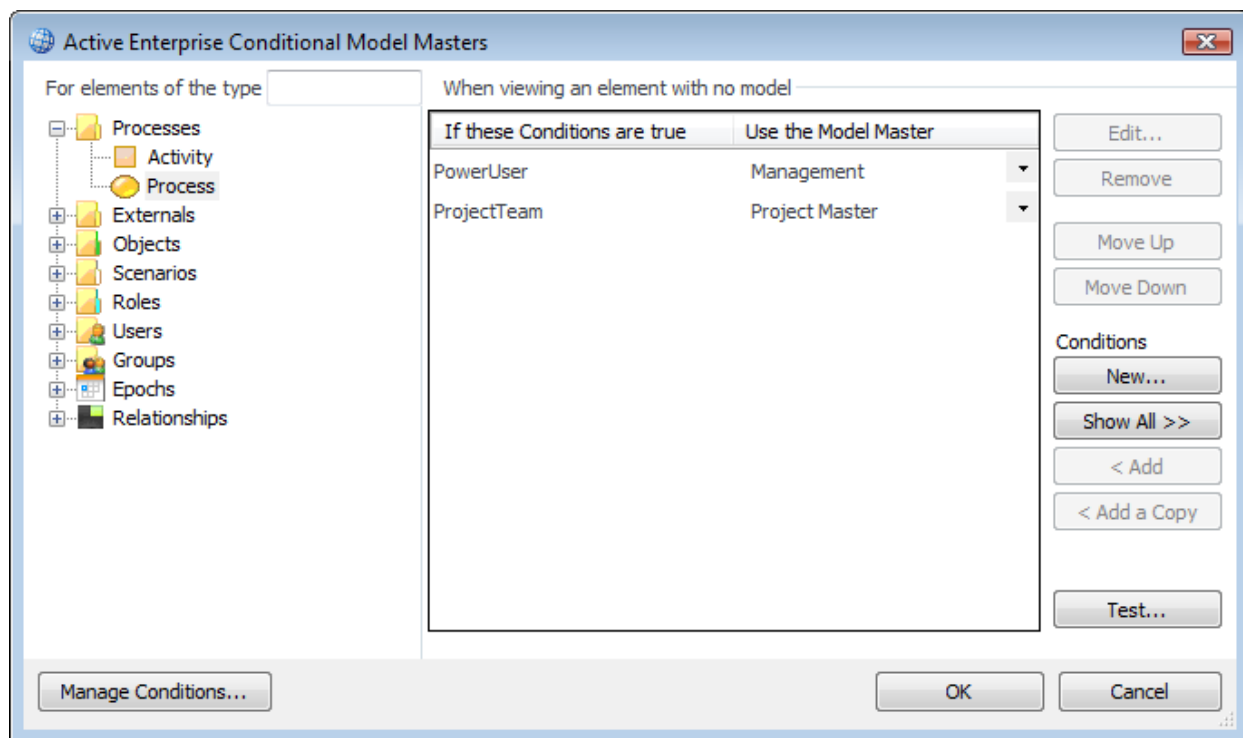 Active Enterprise Conditional Model Masters
For elements of the type
When viewing an element with no model
Processes
Activity
Process
Externals
Objects
Scenarios
Roles
Users
Groups
Epochs
Relationships
If these Conditions are true Use the Model Master
PowerUser Management
ProjectTeam Project Master
Edit...
Remove
Move Up
Move Down
Conditions
New...
Show All >>
< Add
< Add a Copy
Test...
Manage Conditions...
OK
Cancel